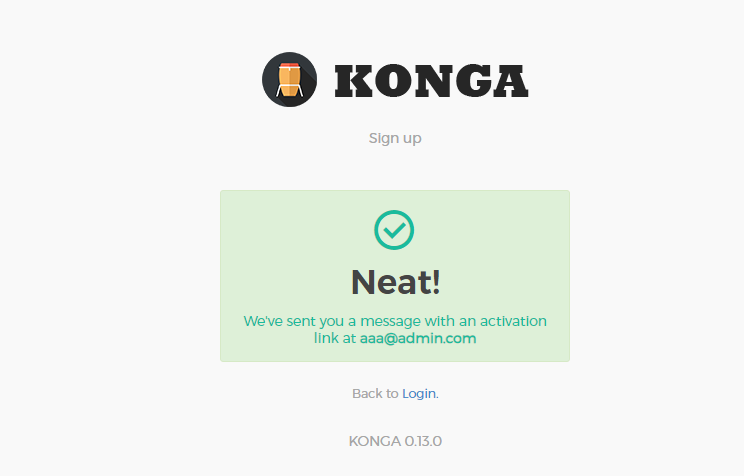 KONGA
Sign up
Neat!
We've sent you a message with an activation
link at aaa@admin.com
Back to Login.
KONGA 0.13.0